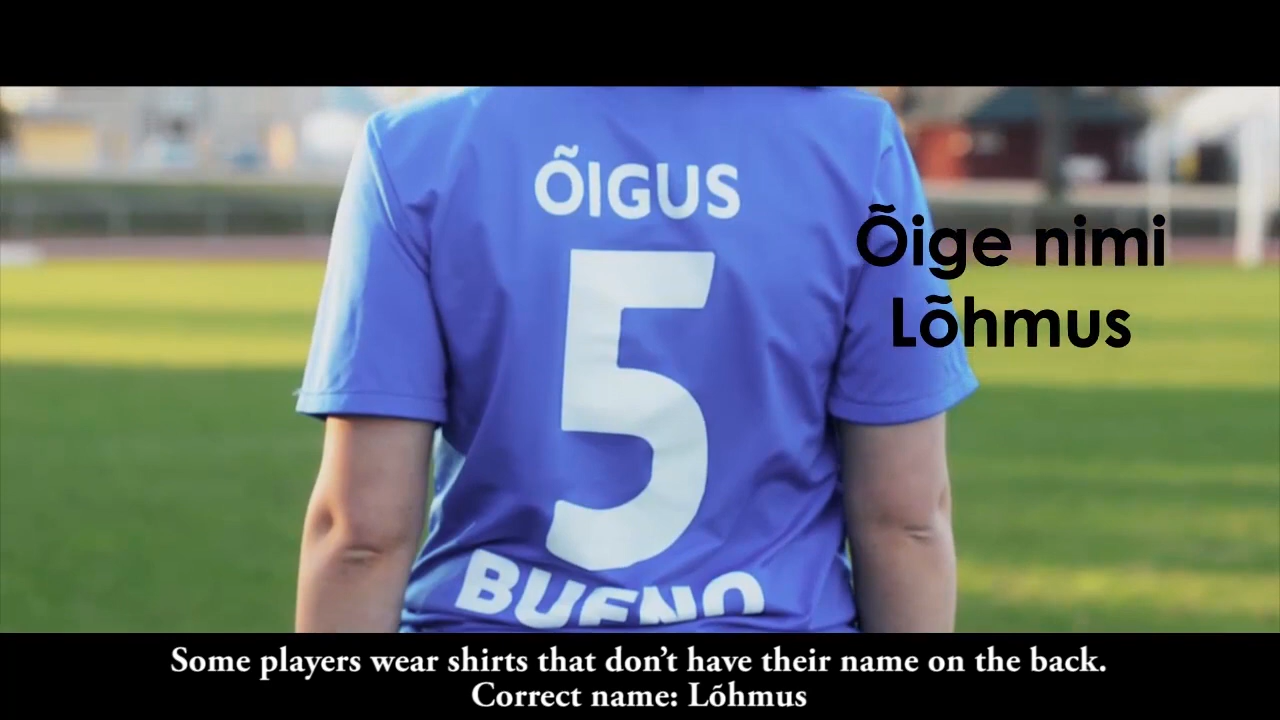 ÕIGUS
5
BUENO
Õige nimi
Lõhmus
Some players wear shirts that don't have their name on the back.
Correct name: Lõhmus